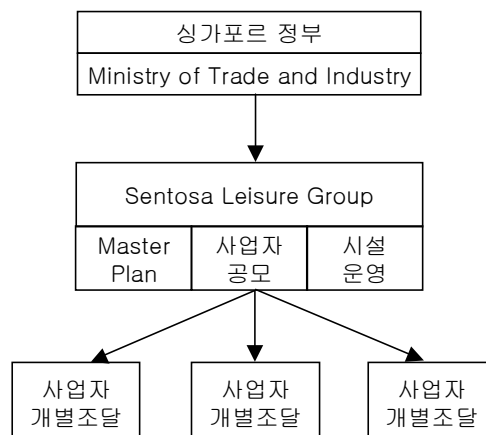 싱가포르 정부
Ministry of Trade and Industry
Sentosa Leisure Group
Master
Plan
사업자
공모
시설
운영
사업자
개별조달
사업자
개별조달
사업자
개별조달